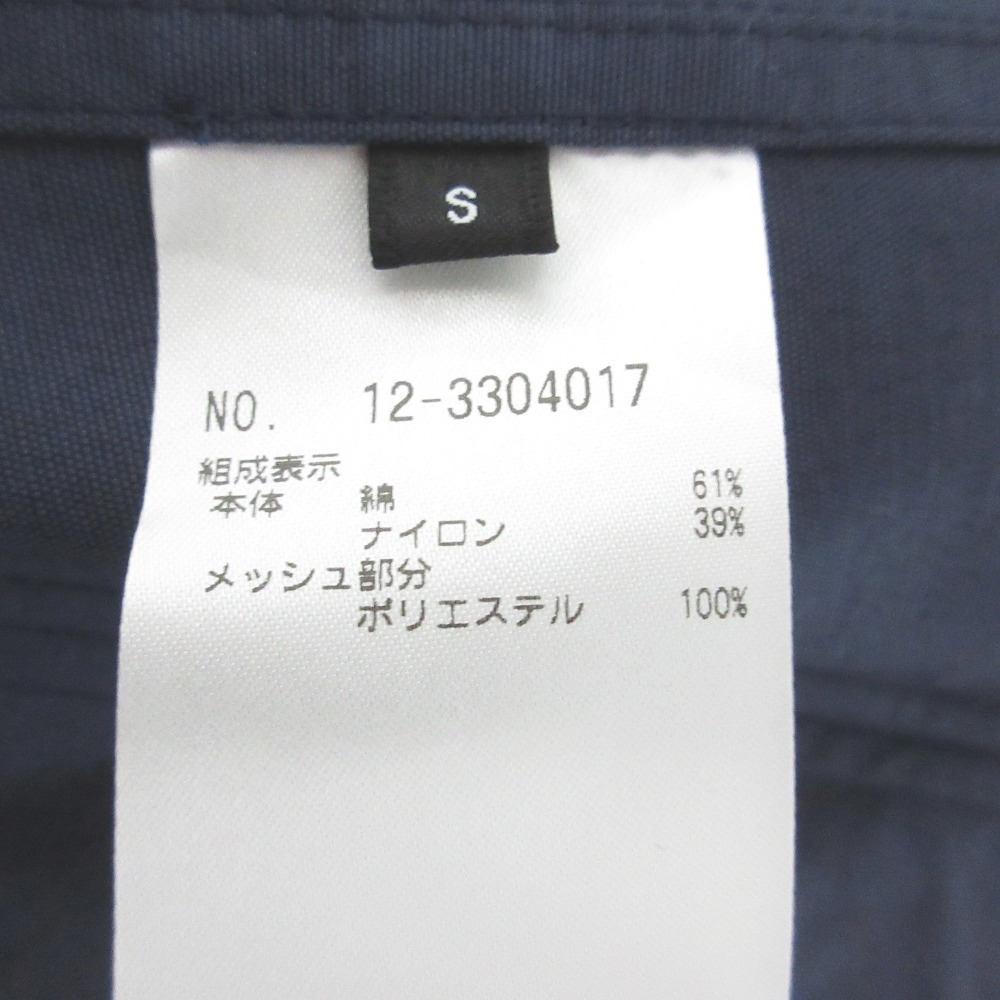 S
NO. 12-3304017
組成表示
本体 綿 61%
ナイロン 39%
メッシュ部分
ポリエステル 100%